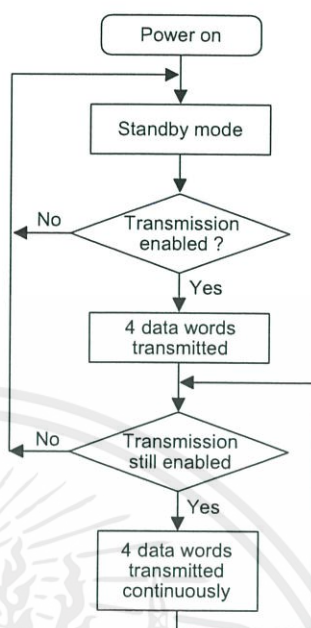 Power on
Standby mode
Transmission
enabled ?
No
Yes
4 data words
transmitted
Transmission
still enabled
No
Yes
4 data words
transmitted
continuously